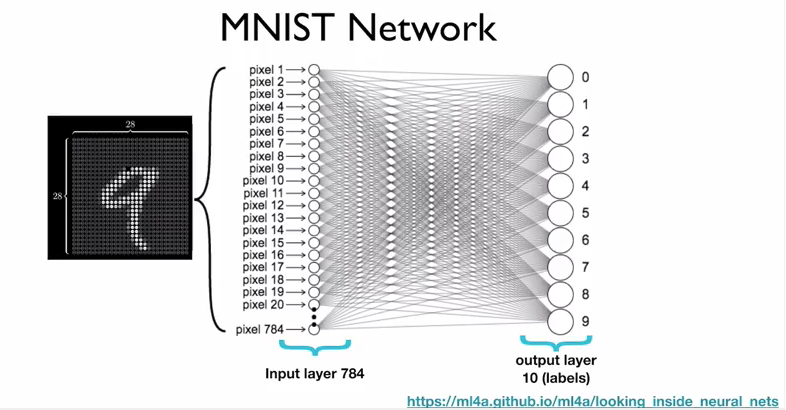 MNIST Network
28
28
pixel 1
pixel 2
pixel 3
pixel 4
pixel 5
pixel 6
pixel 7
pixel 8
pixel 9
pixel 10
pixel 11
pixel 12
pixel 13
pixel 14
pixel 15
pixel 16
pixel 17
pixel 18
pixel 19
pixel 20
pixel 784
Input layer 784
0
1
2
3
4
5
6
7
8
9
output layer
10 (labels)
https://ml4a.github.io/ml4a/looking_inside_neural_nets